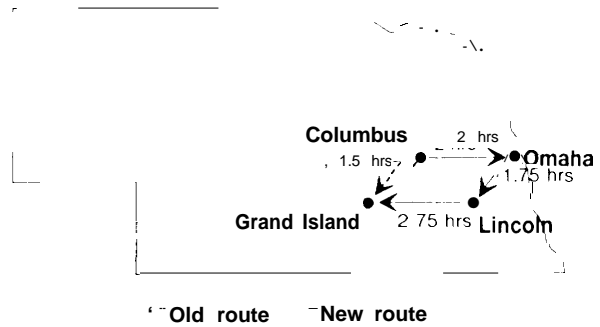 Columbus
2 hrs
1.5 hrs
Omaha
1.75 hrs
Grand Island
2 75 hrs
Lincoln
Old route
New route